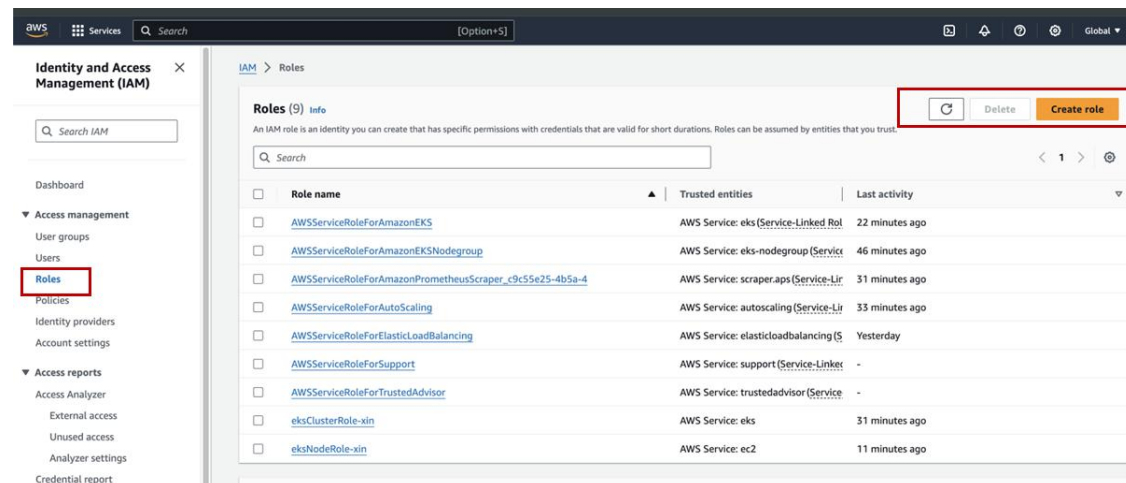 aws Services Search [Option+S] Global
Identity and Access
Management (IAM)
Search IAM
Dashboard
Access management
User groups
Users
Roles
Policies
Identity providers
Account settings
Access reports
Access Analyzer
External access
Unused access
Analyzer settings
Credential report
IAM > Roles
Roles (9) Info
Delete Create role
An IAM role is an identity you can create that has specific permissions with credentials that are valid for short durations. Roles can be assumed by entities that you trust.
Search
1
Role name Trusted entities Last activity
AWSServiceRoleForAmazonEKS AWS Service: eks (Service-Linked Rol 22 minutes ago
AWSServiceRoleForAmazonEKSNodegroup AWS Service: eks-nodegroup (Service 46 minutes ago
AWSServiceRoleForAmazonPrometheusScraper_c9c55e25-4b5a-4 AWS Service: scraper.aps (Service-Lin 31 minutes ago
AWSServiceRoleForAutoScaling AWS Service: autoscaling (Service-Lin 33 minutes ago
AWSServiceRoleForElasticLoadBalancing AWS Service: elasticloadbalancing (S Yesterday
AWSServiceRoleForSupport AWS Service: support (Service-Linked -
AWSServiceRoleForTrustedAdvisor AWS Service: trustedadvisor (Service -
eksClusterRole-xin AWS Service: eks 31 minutes ago
eksNodeRole-xin AWS Service: ec2 11 minutes ago